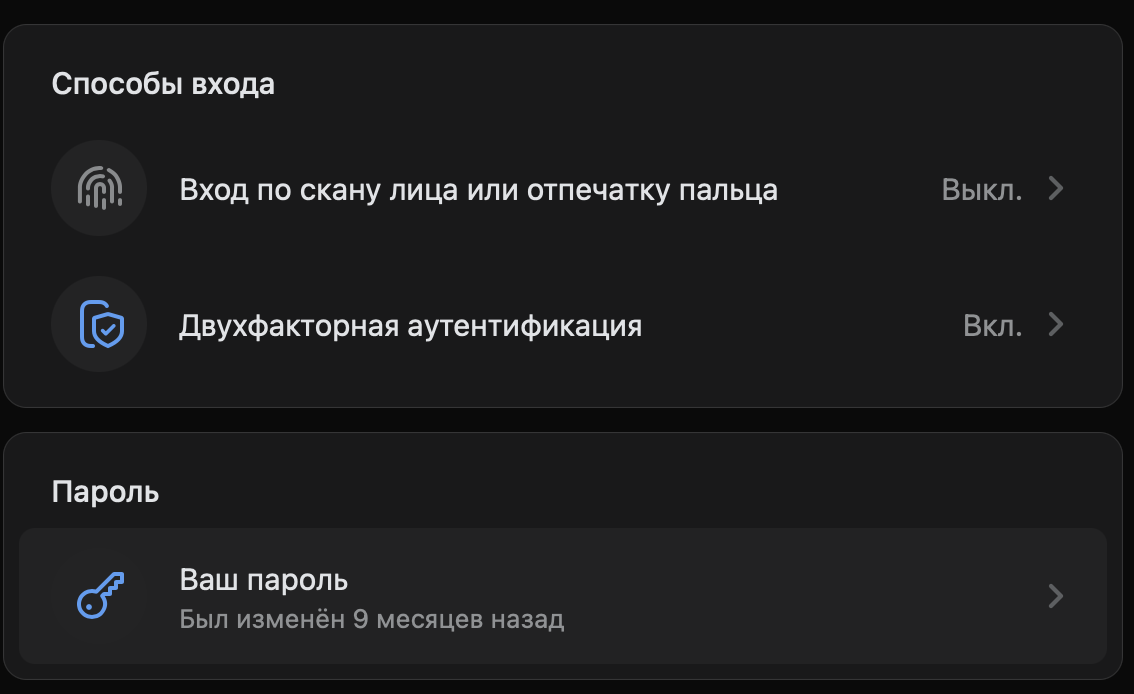 Способы входа
Вход по скану лица или отпечатку пальца
Выкл.
Двухфакторная аутентификация
Вкл.
Пароль
Ваш пароль
Был изменён 9 месяцев назад